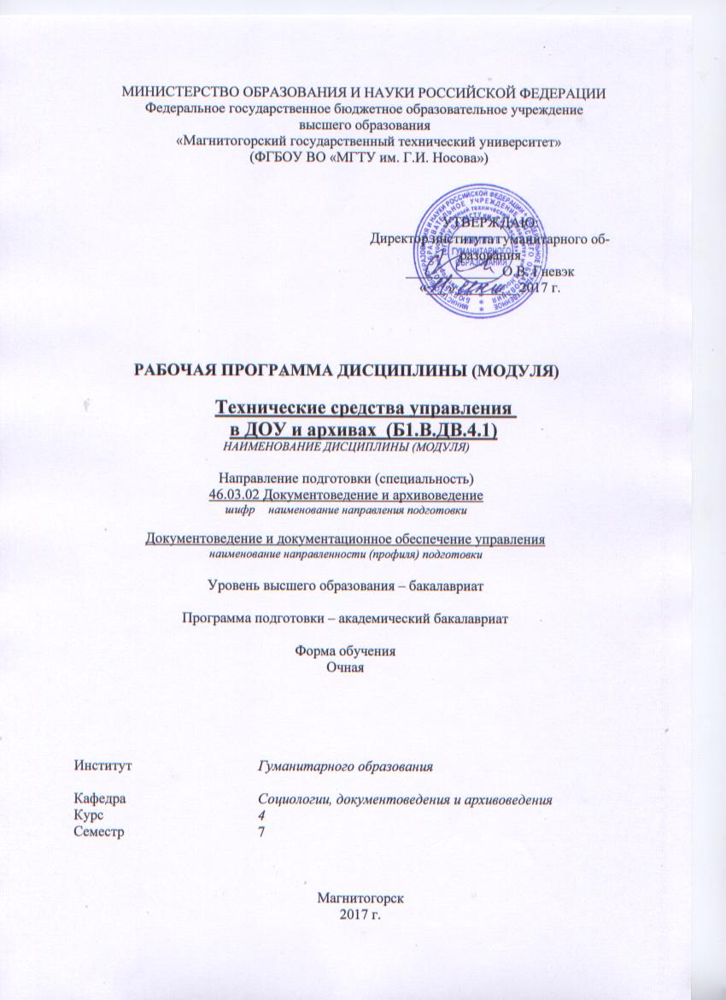 МИНИСТЕРСТВО ОБРАЗОВАНИЯ И НАУКИ РОССИЙСКОЙ ФЕДЕРАЦИИ
Федеральное государственное бюджетное образовательное учреждение
высшего образования
«Магнитогорский государственный технический университет»
(ФГБОУ ВО «МГТУ им. Г.И. Носова»)
УТВЕРЖДАЮ:
Директор института гуманитарного об-
разования
О.В. Гневэк
2017 г.
РАБОЧАЯ ПРОГРАММА ДИСЦИПЛИНЫ (МОДУЛЯ)
Технические средства управления
в ДОУ и архивах (Б1.В.ДВ.4.1)
НАИМЕНОВАНИЕ ДИСЦИПЛИНЫ (МОДУЛЯ)
Направление подготовки (специальность)
46.03.02 Документоведение и архивоведение
шифр наименование направления подготовки
Документоведение и документационное обеспечение управления
наименование направленности (профиля) подготовки
Уровень высшего образования – бакалавриат
Программа подготовки – академический бакалавриат
Форма обучения
Очная
Институт Гуманитарного образования
Кафедра Социологии, документоведения и архивоведения
Курс 4
Семестр 7
Магнитогорск
2017 г.